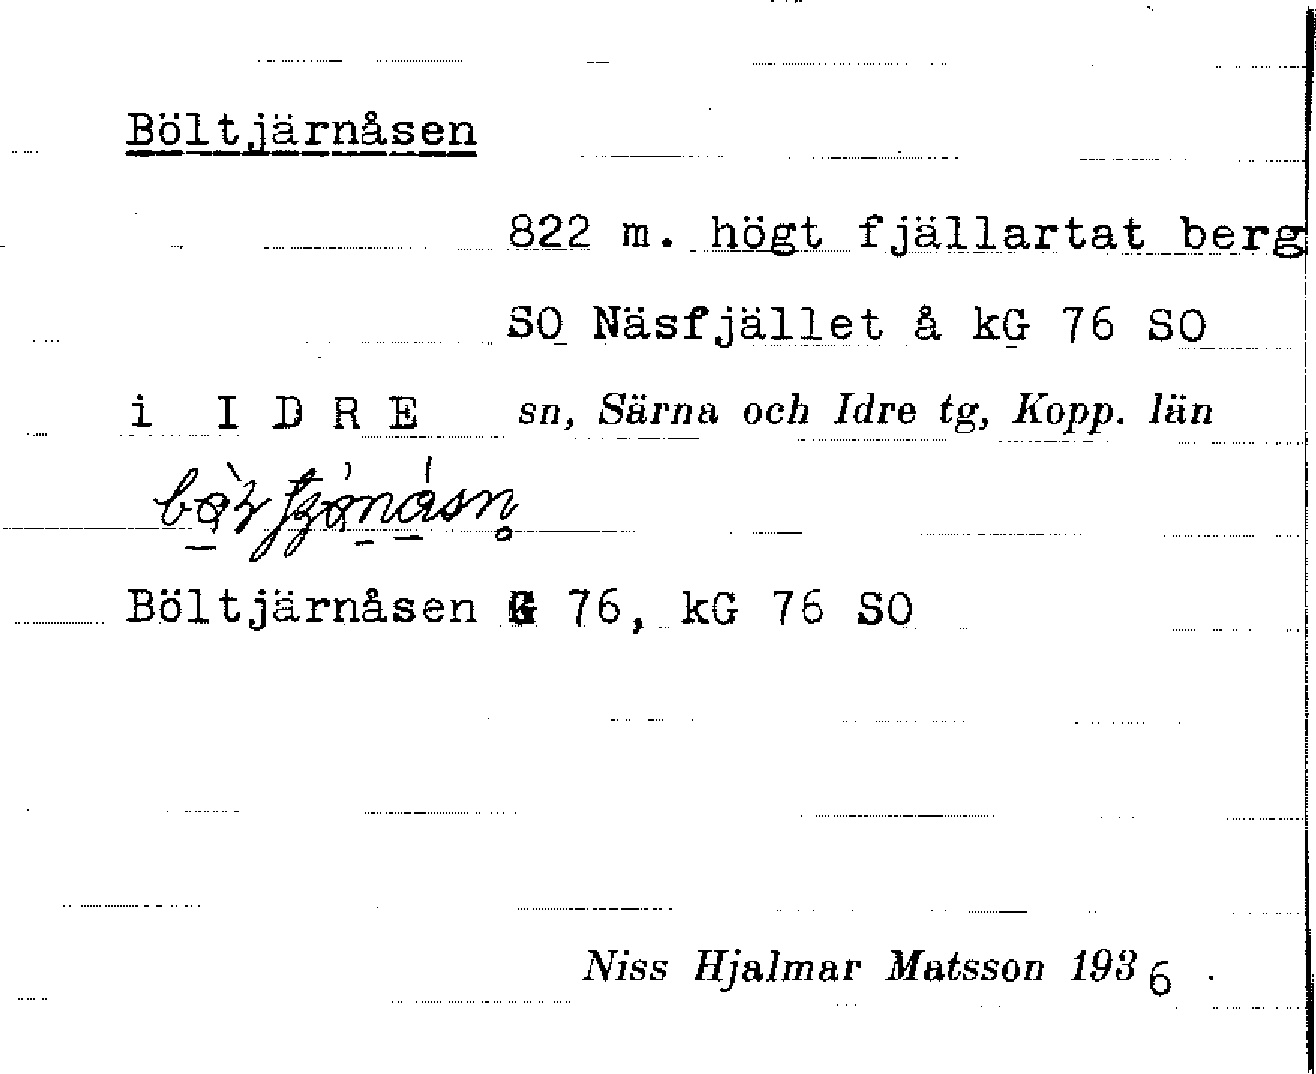 Böltjärnåsen
822 m. högt fjällartat berg
SO Näsfjället å kG 76 SO
i I D R E sn, Särna och Idre tg, Kopp. län
Böltjärnåsen G 76, kG 76 SO
Niss Hjalmar Matsson 1936.